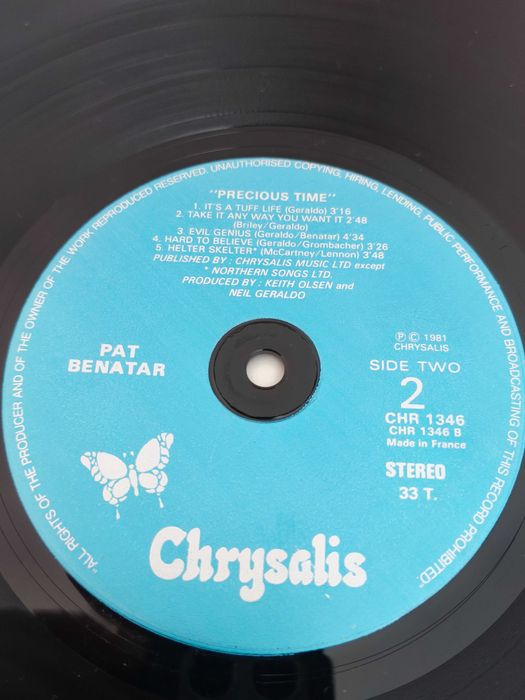 "ALL RIGHTS OF THE PRODUCER AND OF THE OWNER OF THE WORK REPRODUCED RESERVED. UNAUTHORISED COPYING, HIRING, LENDING, PUBLIC PERFORMANCE AND BROADCASTING OF THIS RECORD PROHIBITED."
"PRECIOUS TIME"
1. IT'S A TUFF LIFE (Geraldo) 3'16
2. TAKE IT ANY WAY YOU WANT IT 2'48
(Briley/Geraldo)
3. EVIL GENIUS (Geraldo/Benatar) 4'34
4. HARD TO BELIEVE (Geraldo/Grombacher) 3'26
5. HELTER SKELTER* (McCartney/Lennon) 3'48
PUBLISHED BY : CHRYSALIS MUSIC LTD except
* NORTHERN SONGS LTD.
PRODUCED BY : KEITH OLSEN and
NEIL GERALDO
PAT
BENATAR
Ⓟ © 1981
CHRYSALIS
SIDE TWO
2
CHR 1346
CHR 1346 B
Made in France
STEREO
33 T.
Chrysalis